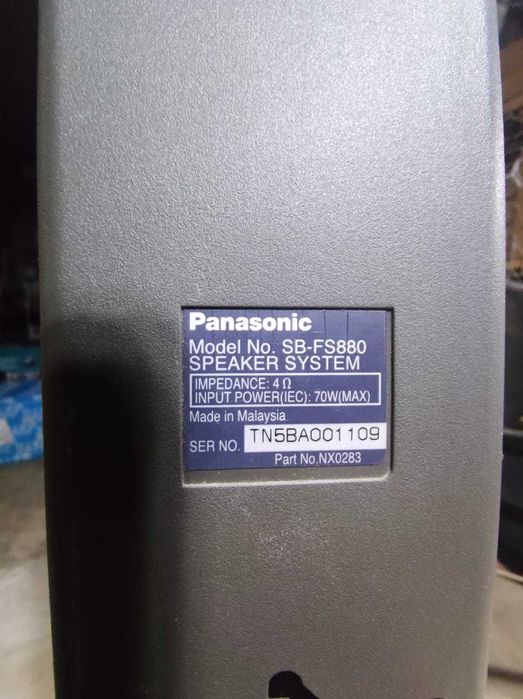 Panasonic
Model No. SB-FS880
SPEAKER SYSTEM
IMPEDANCE: 4 Ω
INPUT POWER(IEC): 70W(MAX)
Made in Malaysia
SER NO. TN5BA001109
Part No.NX0283